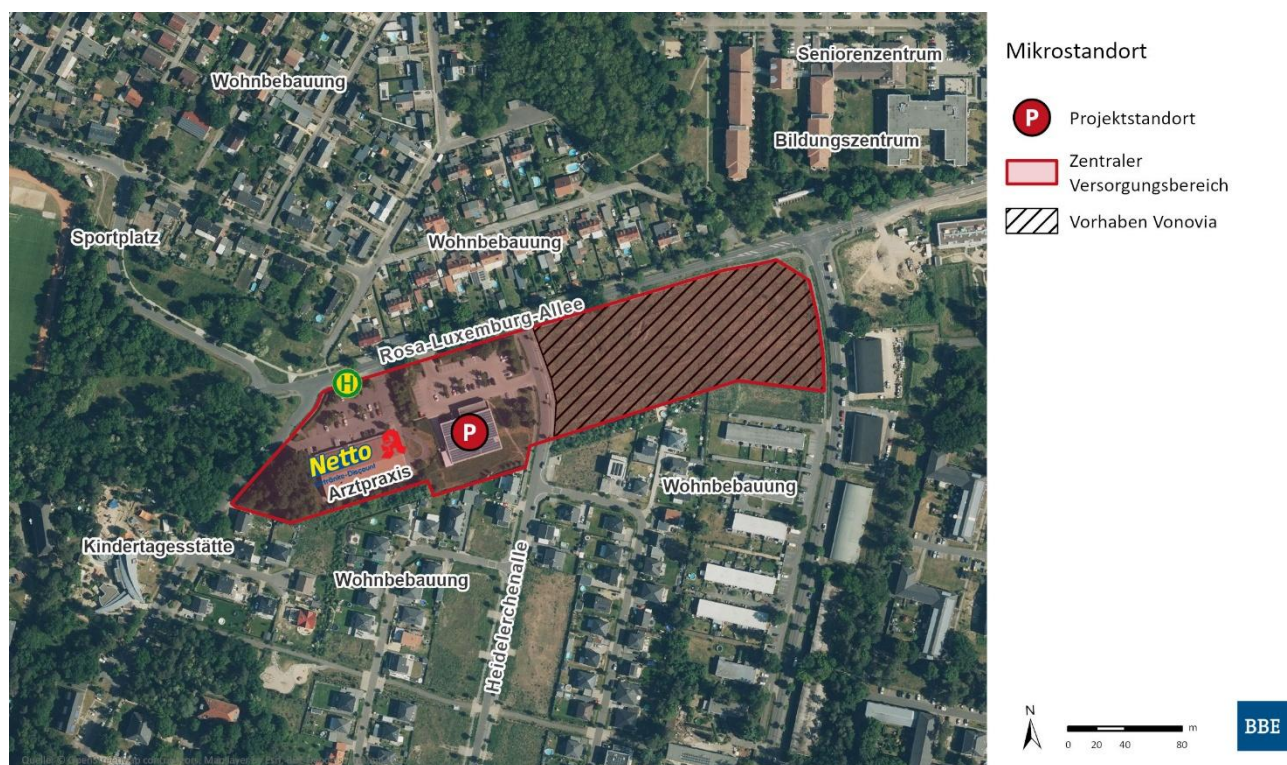 Wohnbebauung
Seniorenzentrum
Bildungszentrum
Sportplatz
Wohnbebauung
Rosa-Luxemburg-Allee
H
P
Netto
A
Arztpraxis
Kindertagesstätte
Wohnbebauung
Wohnbebauung
Heidelerchenalle
Mikrostandort
P Projektstandort
Zentraler
Versorgungsbereich
Vorhaben Vonovia
N
m
0 20 40 80
BBE